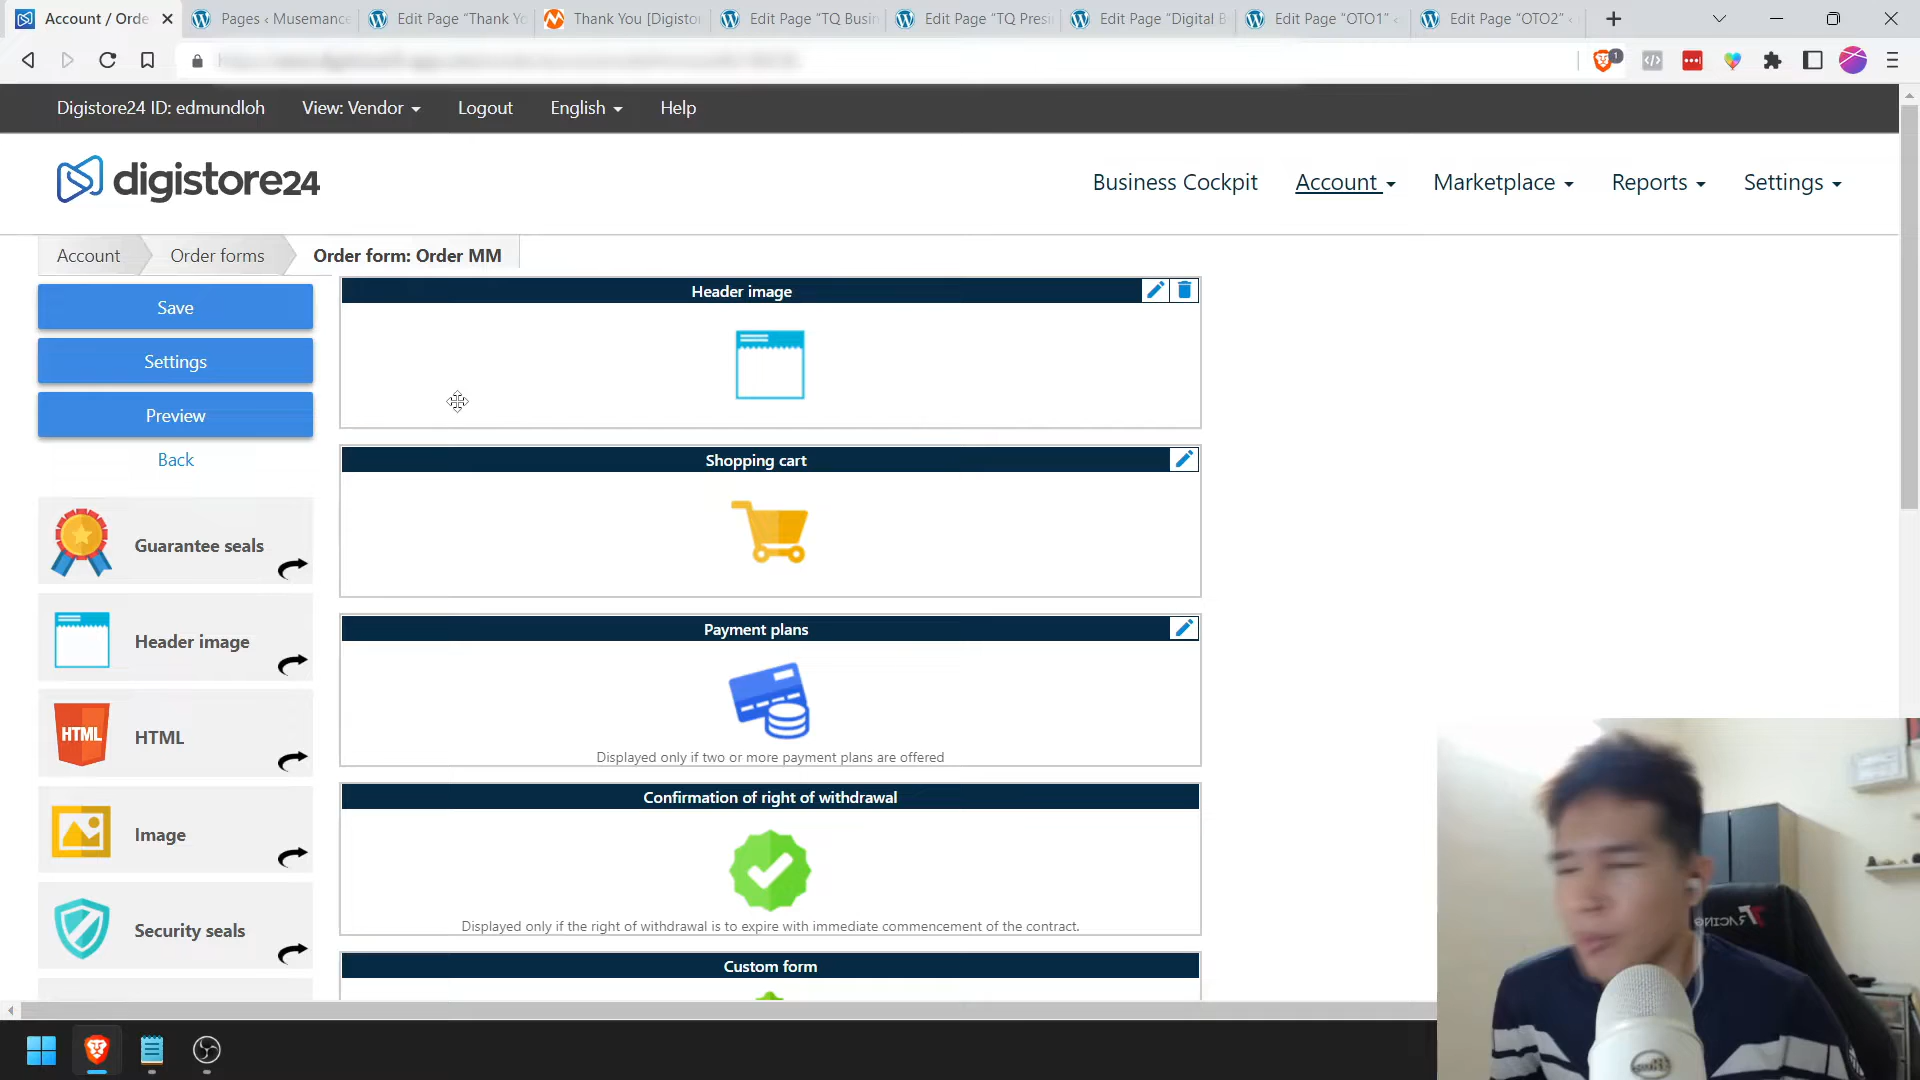 Account / Orde
Pages ‹ Musemance
Edit Page “Thank Yo
Thank You [Digistor
Edit Page “TQ Busin
Edit Page “TQ Presi
Edit Page “Digital B
Edit Page “OTO1” ‹
Edit Page “OTO2” ‹
1
Digistore24 ID: edmundloh
View: Vendor
Logout
English
Help
digistore24
Business Cockpit
Account
Marketplace
Reports
Settings
Account
Order forms
Order form: Order MM
Save
Settings
Preview
Back
Guarantee seals
Header image
HTML
HTML
Image
Security seals
Header image
Shopping cart
Payment plans
Displayed only if two or more payment plans are offered
Confirmation of right of withdrawal
Displayed only if the right of withdrawal is to expire with immediate commencement of the contract.
Custom form